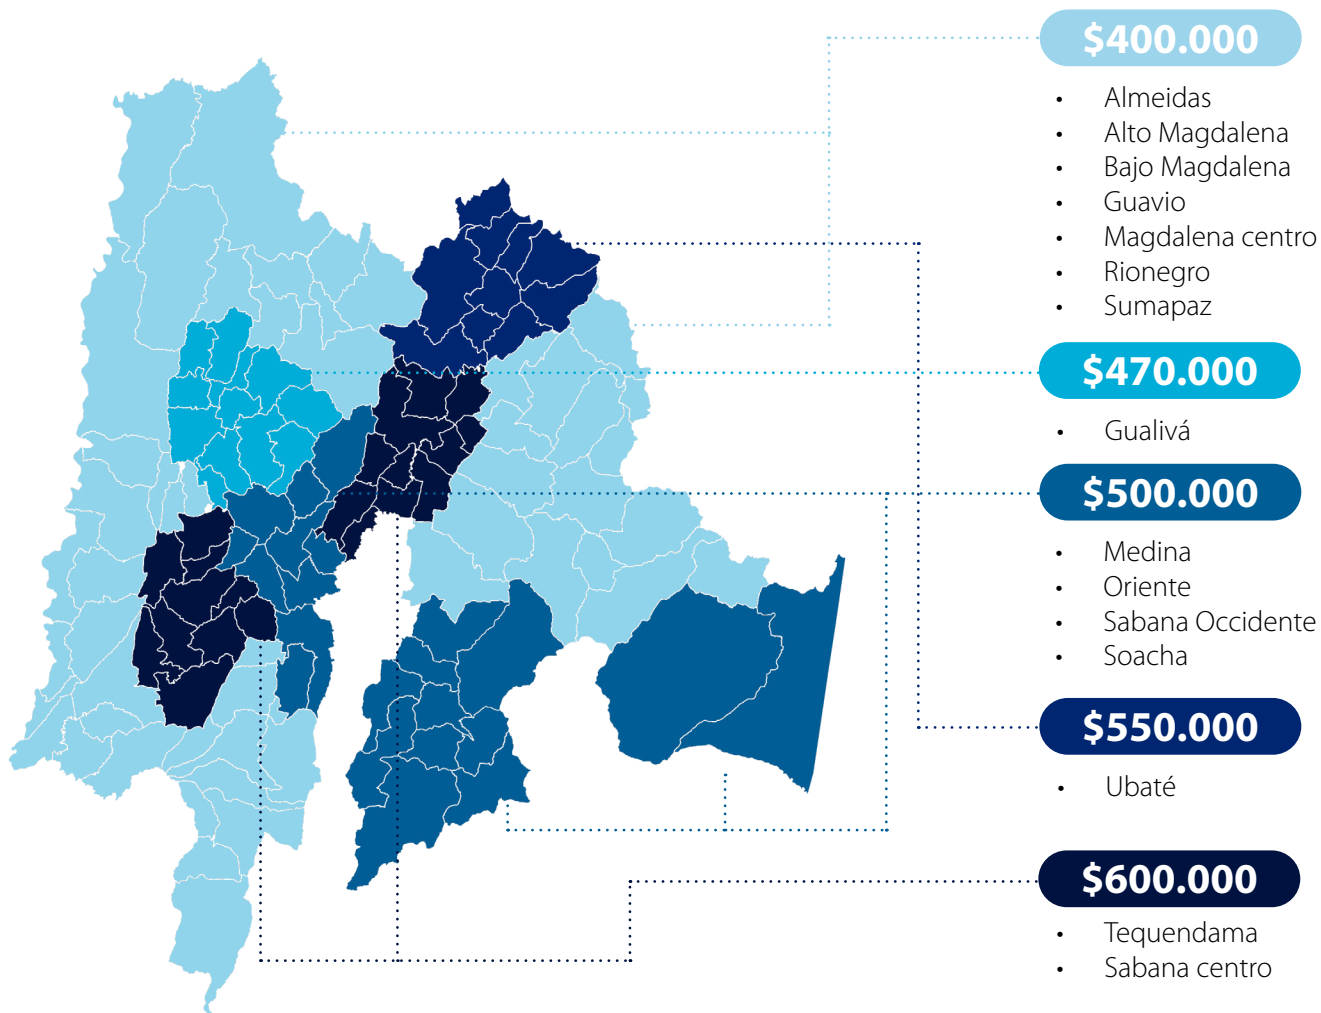 $400.000
• Almeidas
• Alto Magdalena
• Bajo Magdalena
• Guavio
• Magdalena centro
• Rionegro
• Sumapaz
$470.000
• Gualivá
$500.000
• Medina
• Oriente
• Sabana Occidente
• Soacha
$550.000
• Ubaté
$600.000
• Tequendama
• Sabana centro